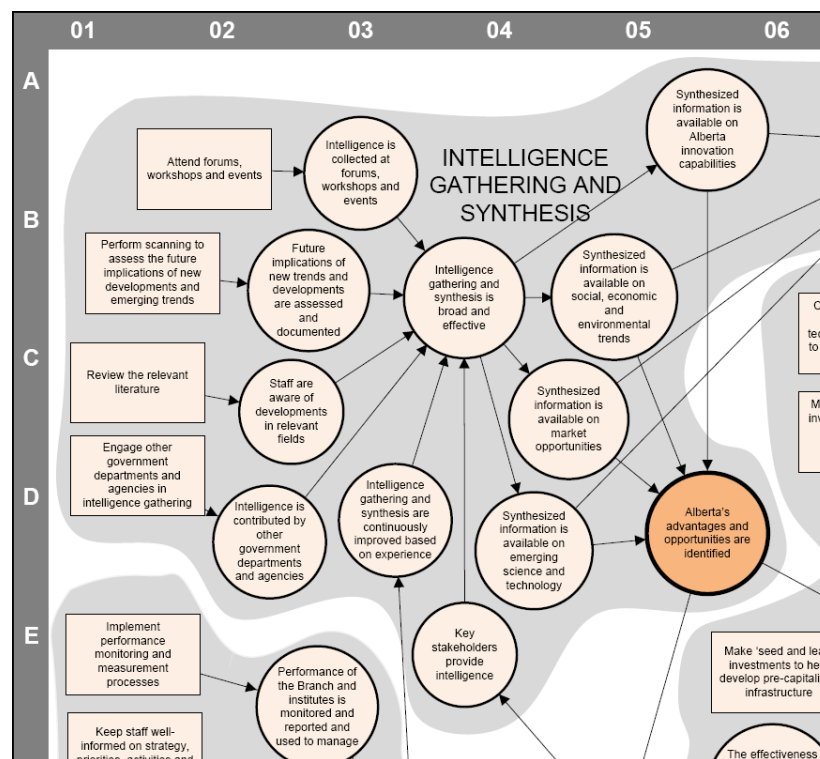 01 02 03 04 05 06
A
B
C
D
E
INTELLIGENCE
GATHERING AND
SYNTHESIS
Attend forums,
workshops and events
Intelligence is
collected at
forums,
workshops and
events
Synthesized
information is
available on
Alberta
innovation
capabilities
Perform scanning to
assess the future
implications of new
developments and
emerging trends
Future
implications of
new trends and
developments
are assessed
and
documented
Intelligence
gathering and
synthesis is
broad and
effective
Synthesized
information is
available on
social, economic
and
environmental
trends
Review the relevant
literature
Staff are
aware of
developments
in relevant
fields
Synthesized
information is
available on
market
opportunities
Engage other
government
departments and
agencies in
intelligence gathering
Intelligence is
contributed by
other
government
departments
and agencies
Intelligence
gathering and
synthesis are
continuously
improved based
on experience
Synthesized
information is
available on
emerging
science and
technology
Alberta's
advantages and
opportunities are
identified
Implement
performance
monitoring and
measurement
processes
Performance of
the Branch and
institutes is
monitored and
reported and
used to manage
Key
stakeholders
provide
intelligence
Keep staff well-
informed on strategy,
priorities, activities and
Make 'seed and
investments to
develop
infrastructure
The effectiveness
to